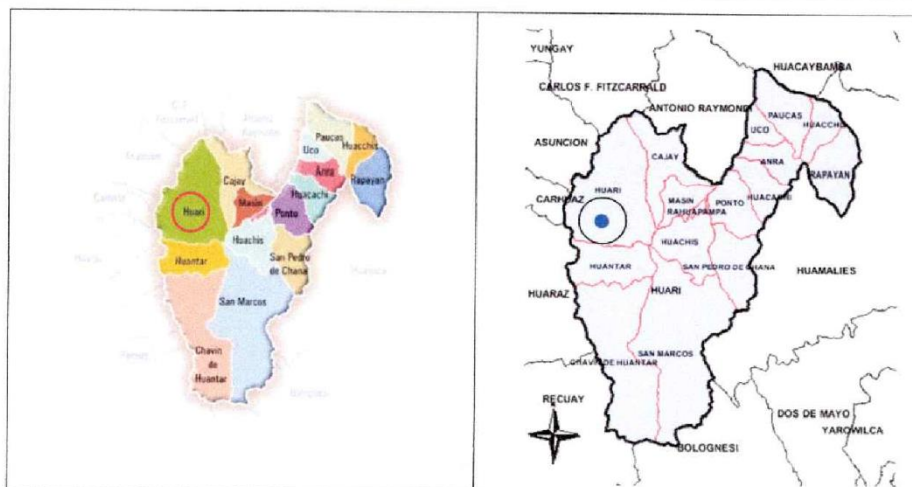 Paucas
Uco
Huacchis
Anra
Cajay
Rapayan
Huacachi
Masin
Huari
Ponto
Huachis
Huantar
San Pedro
de Chana
San Marcos
Chavin
de
Huantar
YUNGAY
HUACAYBAMBA
CARLOS F. FITZCARRALD
ANTONIO RAYMONDI
PAUCAS
HUACCHIS
UCO
ASUNCION
CAJAY
ANRA
RAPAYAN
HUARI
CARHUAZ
MASIN
PONTO
HUACACHI
RAHUAPAMPA
HUACHIS
HUANTAR
SAN PEDRO DE CHANA
HUAMALIES
HUARAZ
HUARI
SAN MARCOS
CHAVIN DE HUANTAR
RECUAY
DOS DE MAYO
YAROWILCA
BOLOGNESI